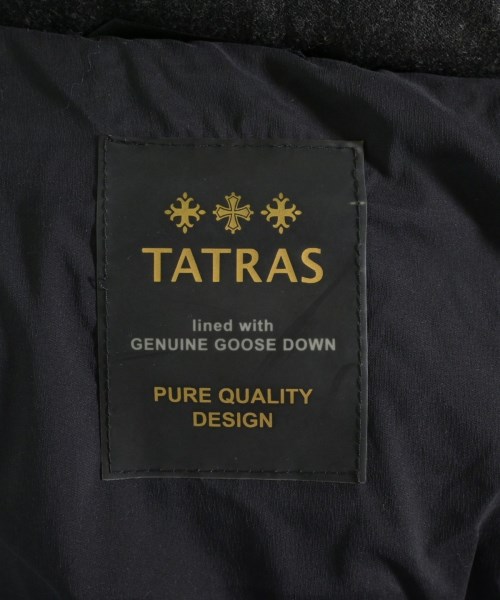 TATRAS
lined with
GENUINE GOOSE DOWN
PURE QUALITY
DESIGN